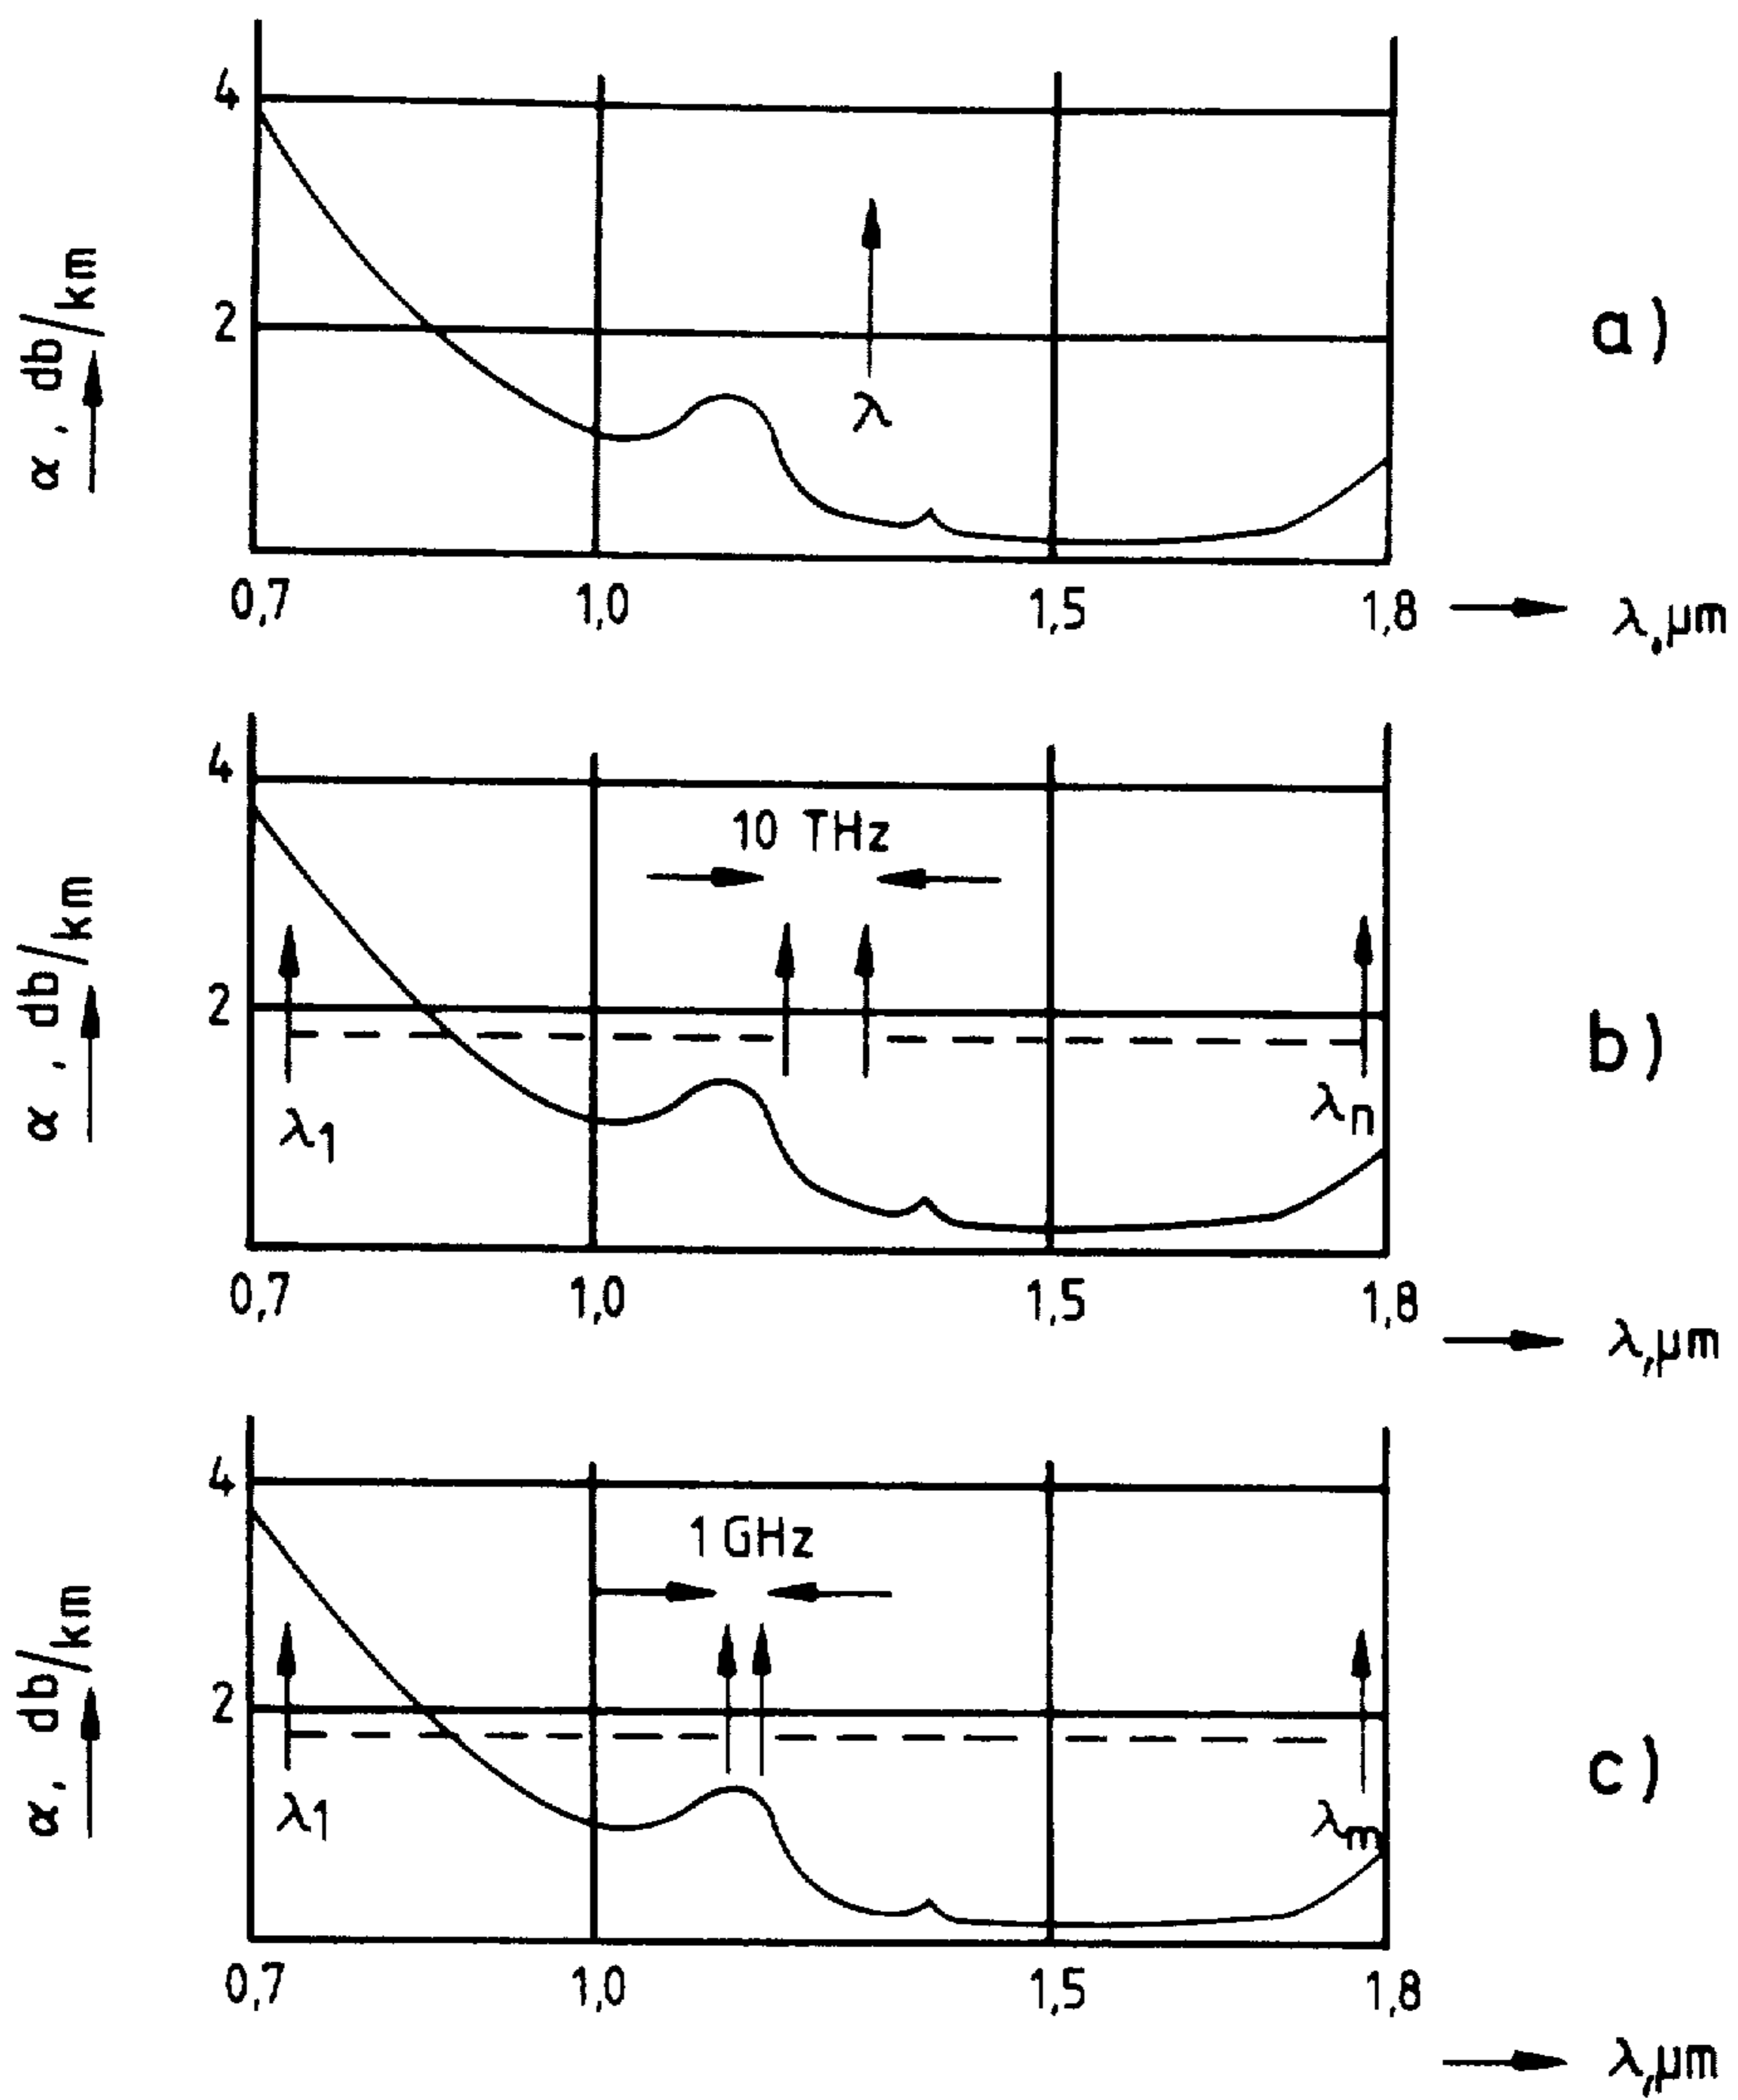 4
2
α, db/km
λ
a)
0,7 1,0 1,5 1,8 λ,μm
4
10 THz
2
α, db/km
λ1
λn
b)
0,7 1,0 1,5 1,8
λ,μm
4
1 GHz
2
α, db/km
λ1
λm
c)
0,7 1,0 1,5 1,8
λ,μm